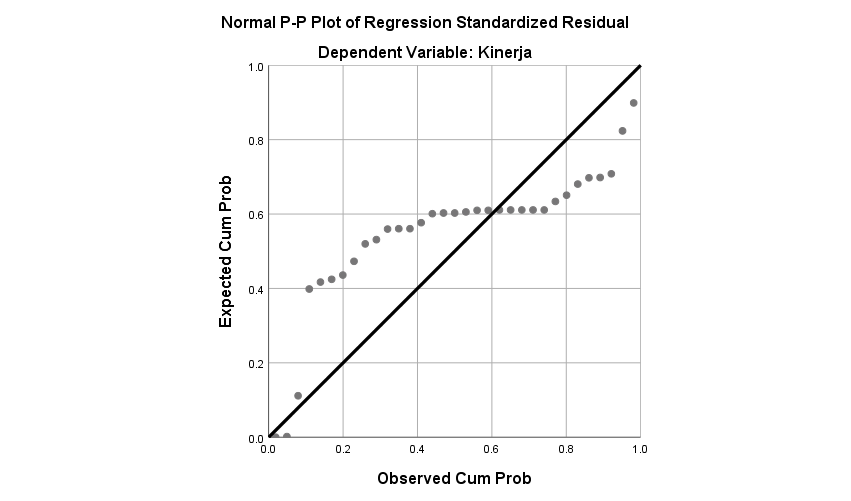 Normal P-P Plot of Regression Standardized Residual
Dependent Variable: Kinerja
1.0
0.8
0.6
0.4
0.2
0.0
Expected Cum Prob
0.0 0.2 0.4 0.6 0.8 1.0
Observed Cum Prob